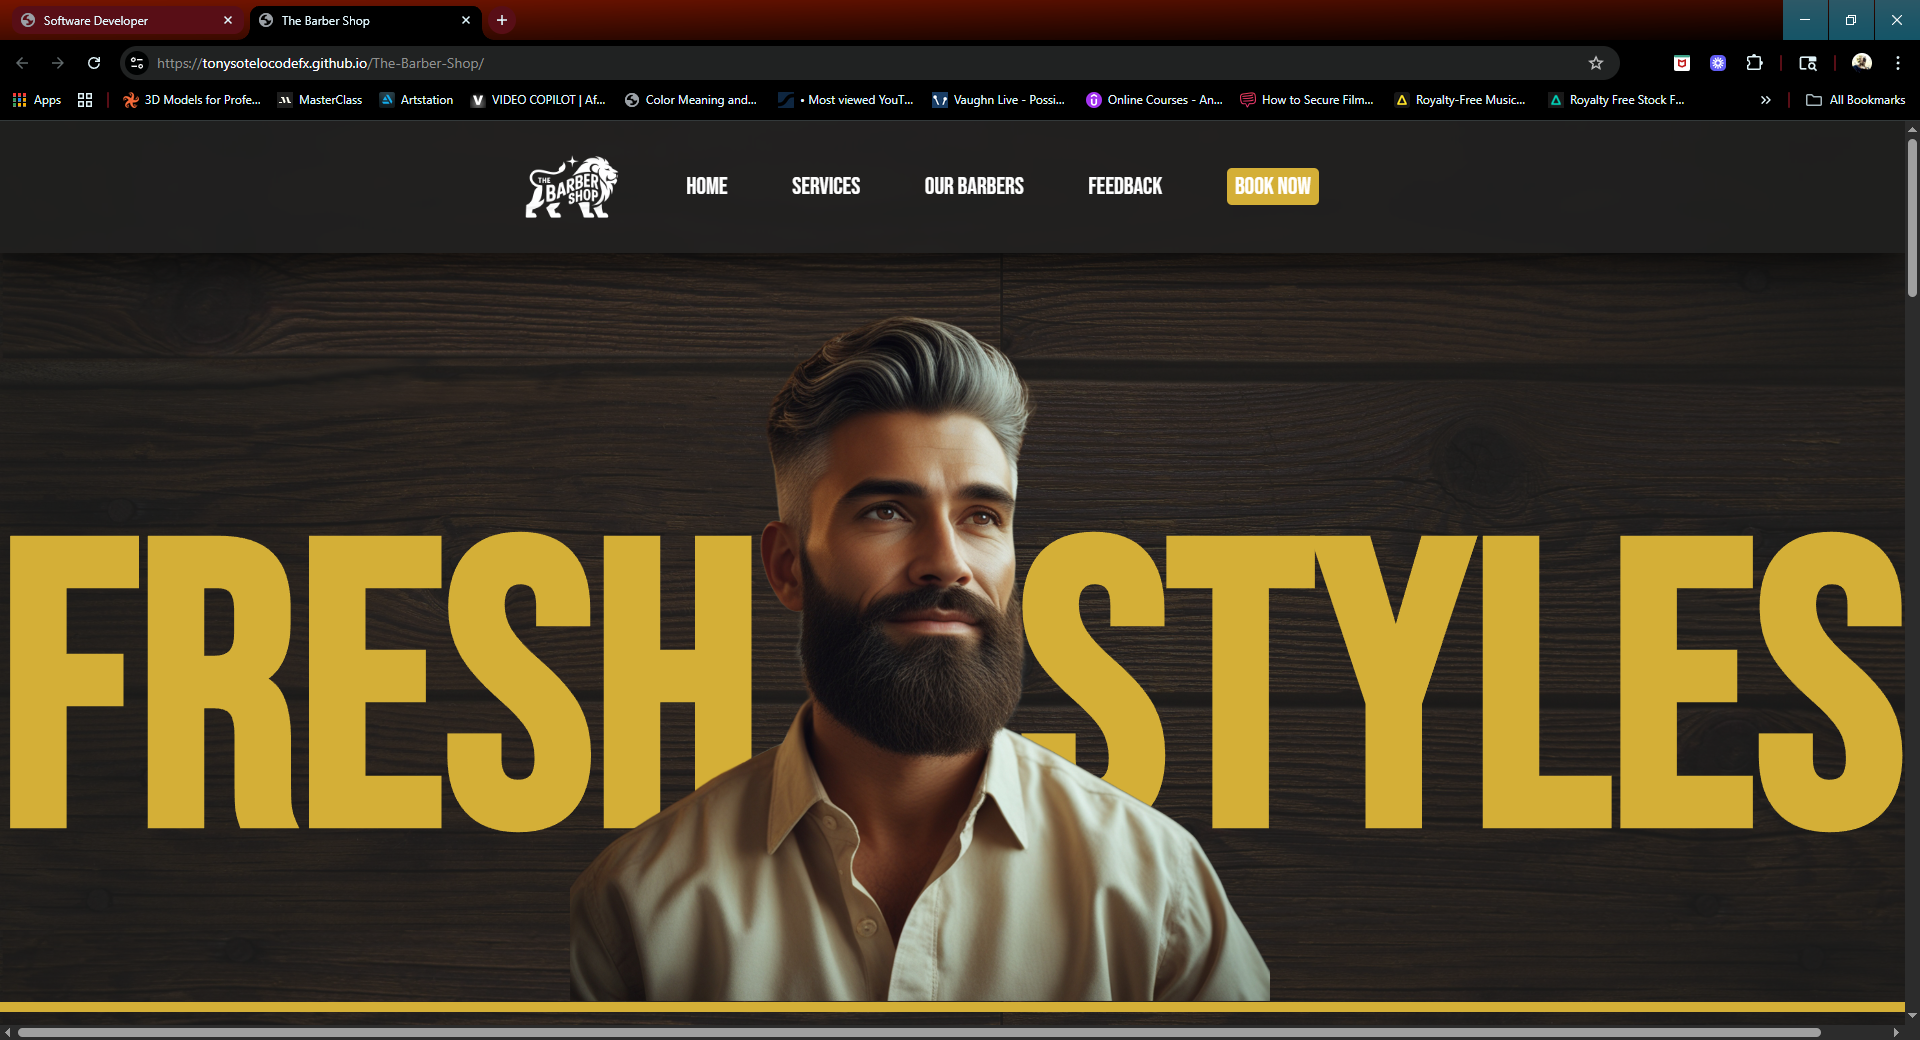 Software Developer
The Barber Shop
https://tonysotelocodefx.github.io/The-Barber-Shop/
Apps
3D Models for Profe...
MasterClass
Artstation
VIDEO COPILOT | Af...
Color Meaning and...
• Most viewed YouT...
Vaughn Live - Possi...
Online Courses - An...
How to Secure Film...
Royalty-Free Music...
Royalty Free Stock F...
All Bookmarks
THE
BARBER
SHOP
HOME
SERVICES
OUR BARBERS
FEEDBACK
BOOK NOW
FRESH STYLES